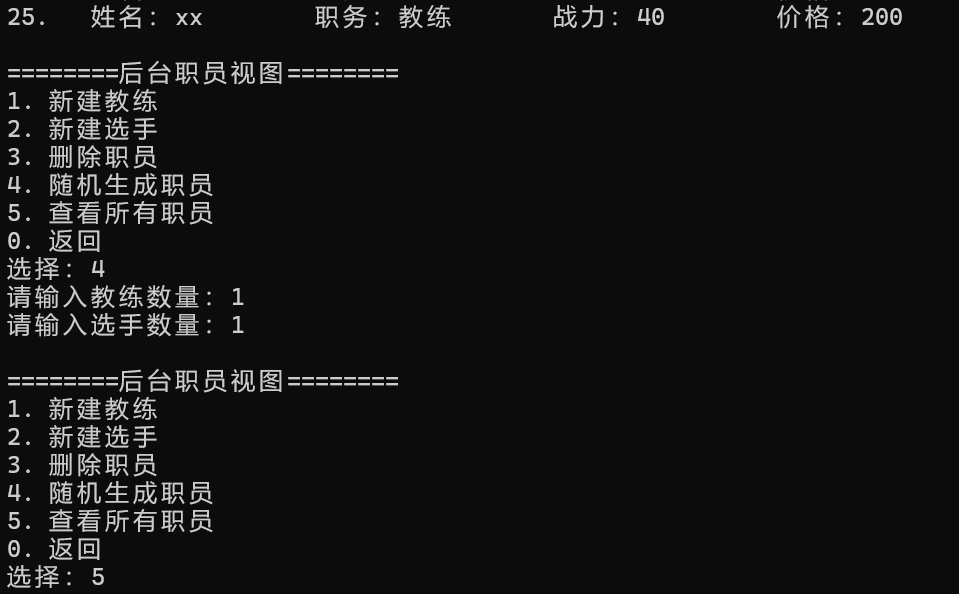 25.   姓名：xx        职务：教练       战力：40        价格：200
========后台职员视图========
1. 新建教练
2. 新建选手
3. 删除职员
4. 随机生成职员
5. 查看所有职员
0. 返回
选择：4
请输入教练数量：1
请输入选手数量：1
========后台职员视图========
1. 新建教练
2. 新建选手
3. 删除职员
4. 随机生成职员
5. 查看所有职员
0. 返回
选择：5